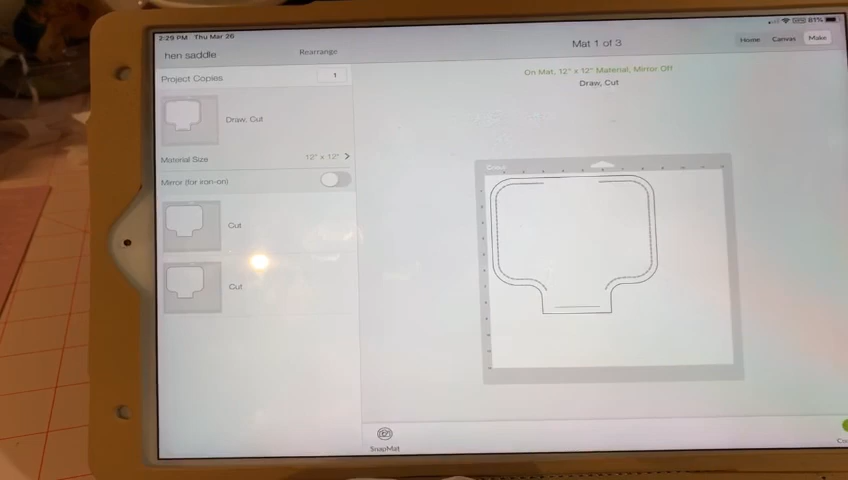 2:29 PM Thu Mar 26
81%
hen saddle
Rearrange
Mat 1 of 3
Home
Canvas
Make
Project Copies
1
On Mat, 12" x 12" Material, Mirror Off
Draw, Cut
Draw, Cut
Material Size
12" x 12"
Mirror (for iron-on)
Cut
Cut
SnapMat